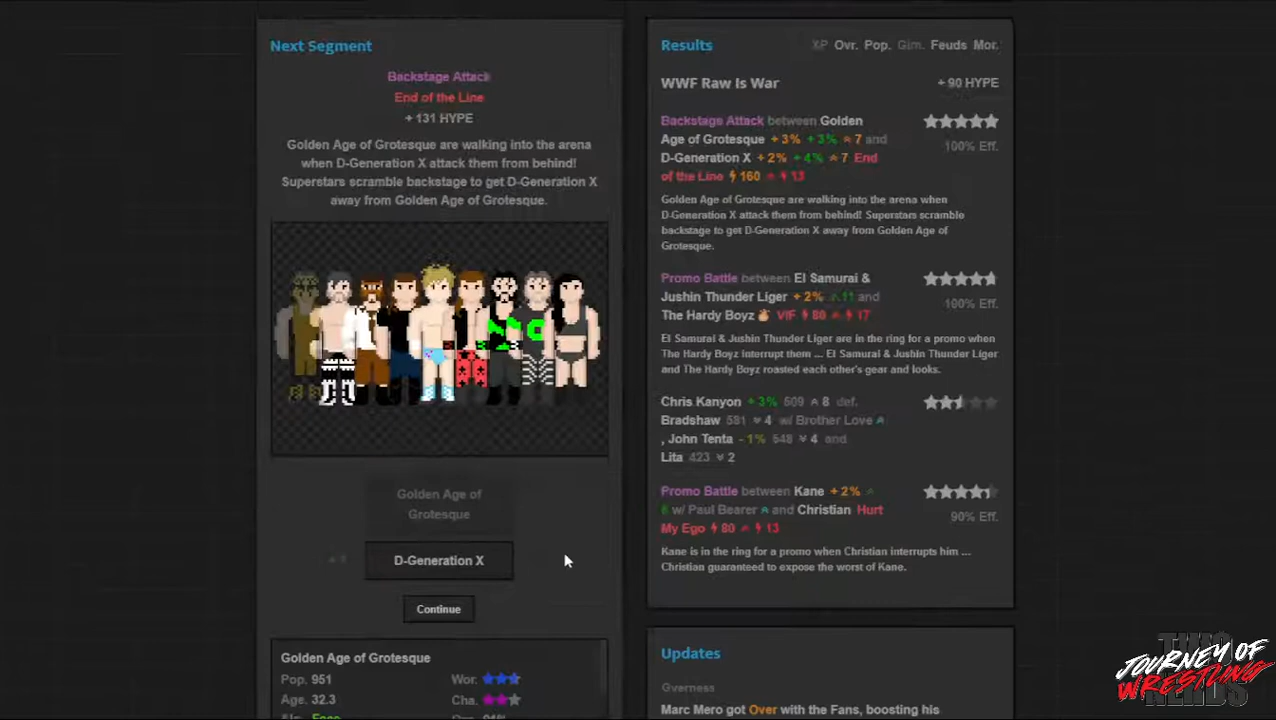 Next Segment
Backstage Attack
End of the Line
+ 131 HYPE
Golden Age of Grotesque are walking into the arena
when D-Generation X attack them from behind!
Superstars scramble backstage to get D-Generation X
away from Golden Age of Grotesque.
Golden Age of
Grotesque
D-Generation X
Continue
Golden Age of Grotesque
Pop. 951
Wor.
Age. 32.3
Cha.
Results
XP Ovr. Pop. Gim. Feuds Mor.
WWF Raw Is War
+ 90 HYPE
Backstage Attack between Golden
Age of Grotesque + 3% + 3% 7 and
100% Eff.
D-Generation X + 2% + 4% 7 End
of the Line 160 13
Golden Age of Grotesque are walking into the arena when
D-Generation X attack them from behind! Superstars scramble
backstage to get D-Generation X away from Golden Age of
Grotesque.
Promo Battle between El Samurai &
Jushin Thunder Liger + 2% 11 and
100% Eff.
The Hardy Boyz VIF 80 17
El Samurai & Jushin Thunder Liger are in the ring for a promo when
The Hardy Boyz interrupt them ... El Samurai & Jushin Thunder Liger
and The Hardy Boyz roasted each other's gear and looks.
Chris Kanyon + 3% 509 8 def.
Bradshaw 581 4 w/ Brother Love
, John Tenta - 1% 548 4 and
Lita 423 2
Promo Battle between Kane + 2%
6 w/ Paul Bearer and Christian Hurt
90% Eff.
My Ego 80 13
Kane is in the ring for a promo when Christian interrupts him ...
Christian guaranteed to expose the worst of Kane.
Updates
Overness
Marc Mero got Over with the Fans, boosting his
JOURNEY OF
WRESTLING